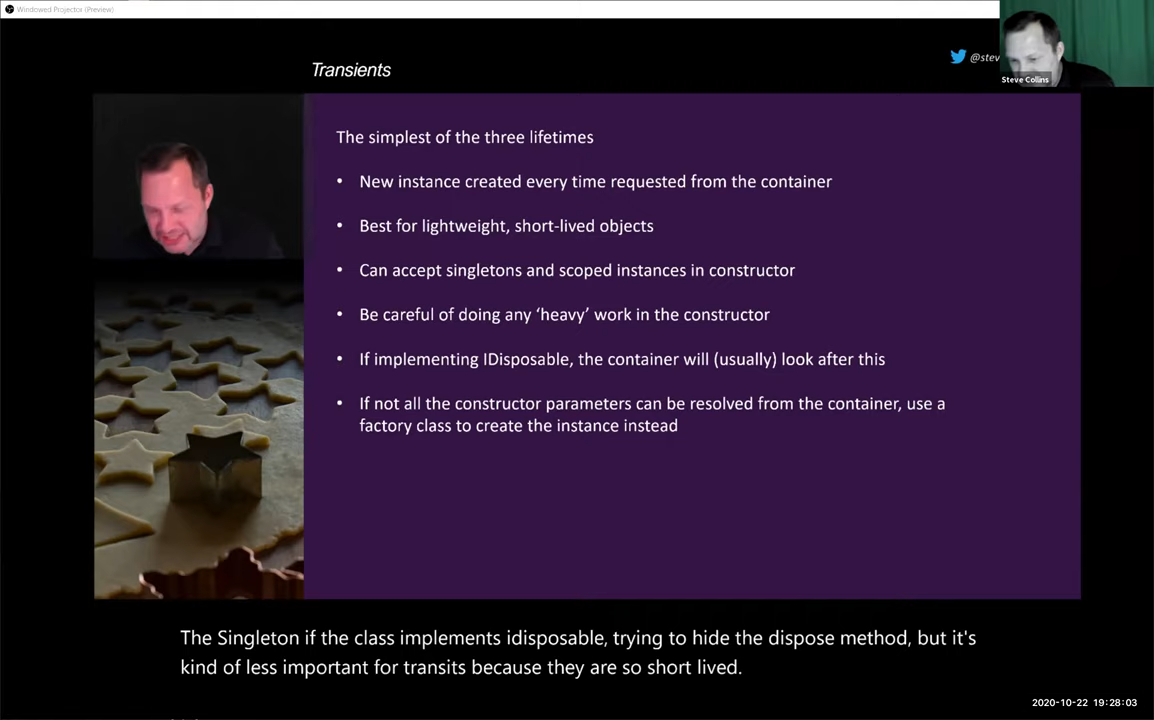 Windowed Projector (Preview)
@stev
Steve Collins
Transients
The simplest of the three lifetimes
• New instance created every time requested from the container
• Best for lightweight, short-lived objects
• Can accept singletons and scoped instances in constructor
• Be careful of doing any ‘heavy’ work in the constructor
• If implementing IDisposable, the container will (usually) look after this
• If not all the constructor parameters can be resolved from the container, use a
factory class to create the instance instead
The Singleton if the class implements idisposable, trying to hide the dispose method, but it's
kind of less important for transits because they are so short lived.
2020-10-22 19:28:03